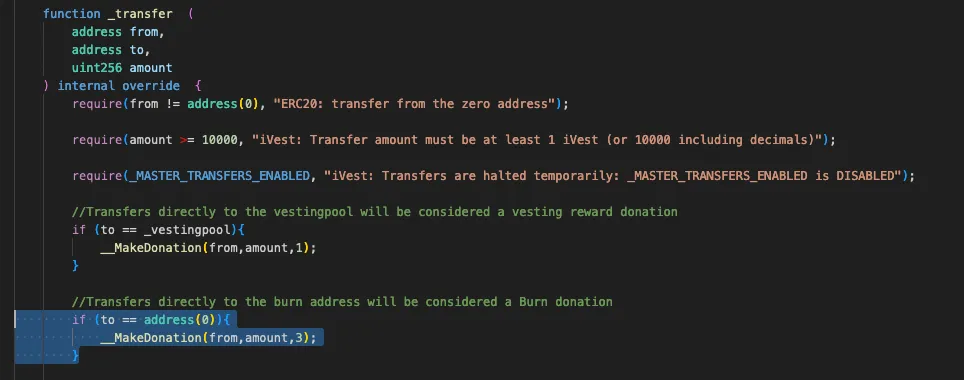 function _transfer (
address from,
address to,
uint256 amount
) internal override {
require(from != address(0), "ERC20: transfer from the zero address");
require(amount >= 10000, "iVest: Transfer amount must be at least 1 iVest (or 10000 including decimals)");
require(_MASTER_TRANSFERS_ENABLED, "iVest: Transfers are halted temporarily: _MASTER_TRANSFERS_ENABLED is DISABLED");
//Transfers directly to the vestingpool will be considered a vesting reward donation
if (to == _vestingpool){
__MakeDonation(from,amount,1);
}
//Transfers directly to the burn address will be considered a Burn donation
if (to == address(0)){
__MakeDonation(from,amount,3);
}